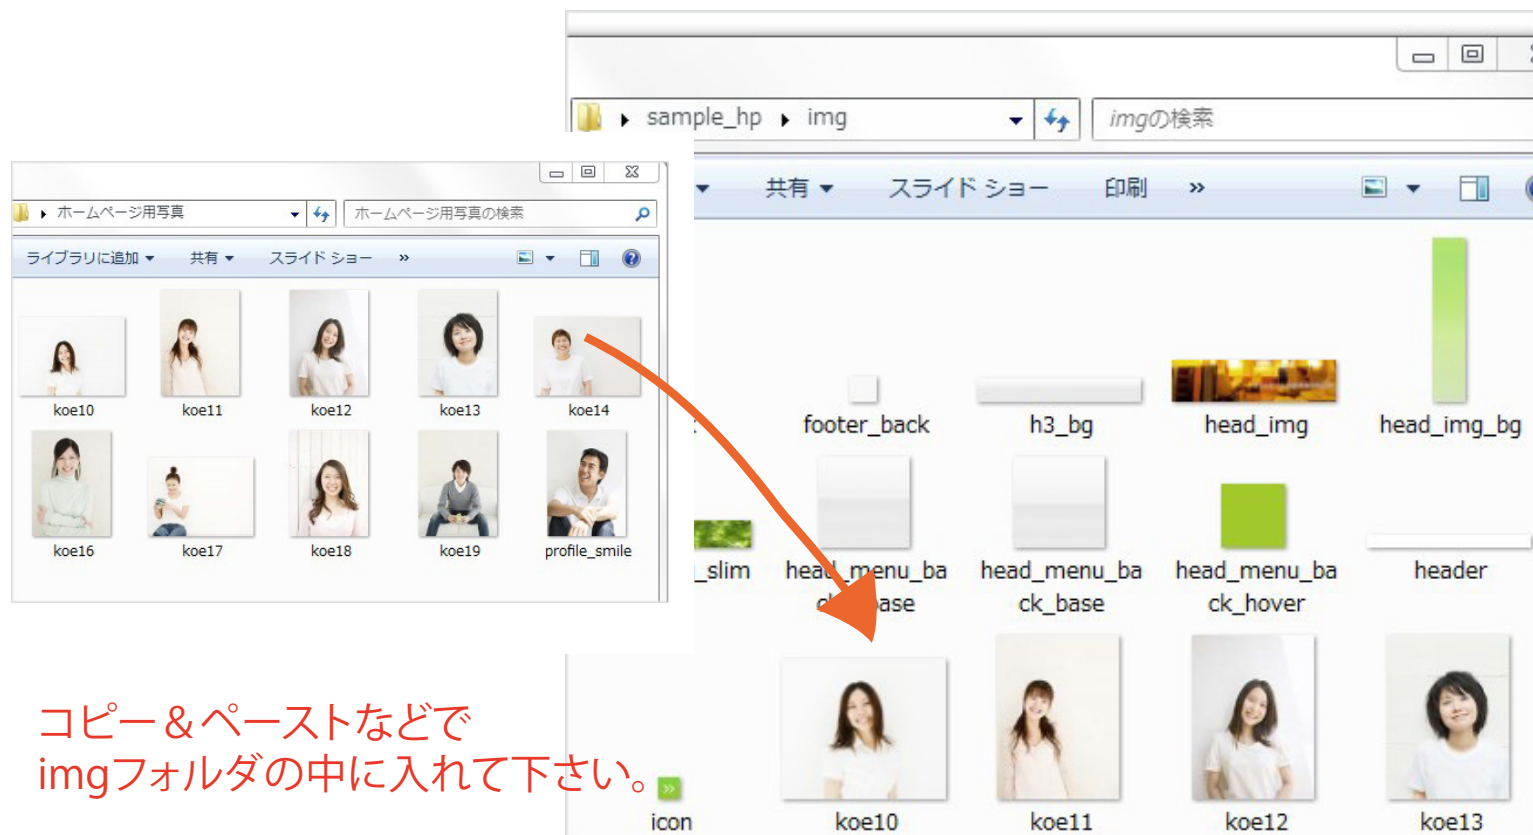 sample_hp ▸ img
imgの検索
共有 ▼ スライド ショー 印刷 »
ホームページ用写真
ホームページ用写真の検索
ライブラリに追加 ▼ 共有 ▼ スライド ショー »
footer_back
h3_bg
head_img
head_img_bg
koe10
koe11
koe12
koe13
koe14
koe16
koe17
koe18
koe19
profile_smile
_slim
head_menu_ba
head_menu_ba
ck_base
head_menu_ba
ck_hover
header
コピー＆ペーストなどで
imgフォルダの中に入れて下さい。
icon
koe10
koe11
koe12
koe13